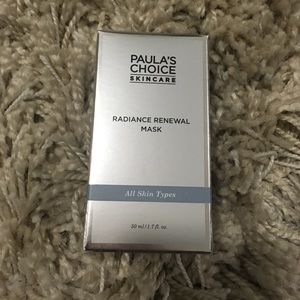 PAULA'S
CHOICE
SKINCARE
RADIANCE RENEWAL
MASK
All Skin Types
50 ml / 1.7 fl. oz.